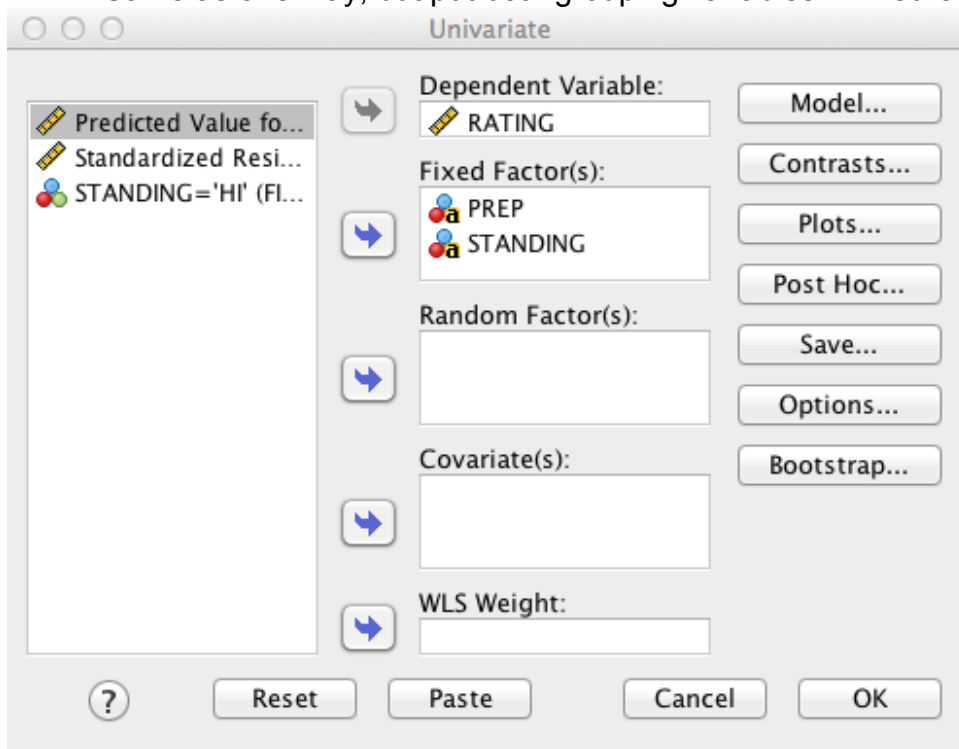 Univariate
Predicted Value fo...
Standardized Resi...
STANDING='HI' (FI...
Dependent Variable:
RATING
Fixed Factor(s):
PREP
STANDING
Random Factor(s):
Covariate(s):
WLS Weight:
Model...
Contrasts...
Plots...
Post Hoc...
Save...
Options...
Bootstrap...
?
Reset
Paste
Cancel
OK